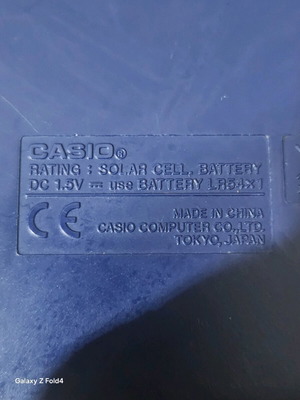 CASIO®
RATING : SOLAR CELL, BATTERY
DC 1.5V ⎓ use BATTERY LR54×1
CE
MADE IN CHINA
CASIO COMPUTER CO.,LTD.
TOKYO, JAPAN
Galaxy Z Fold4